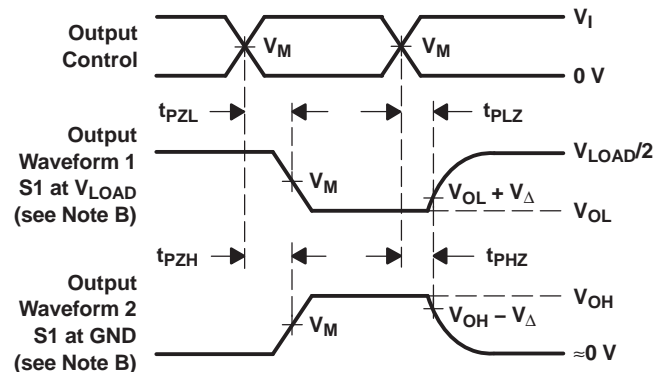 Output
Control
V_M
V_M
V_I
0 V
t_PZL
t_PLZ
Output
Waveform 1
S1 at V_LOAD
(see Note B)
V_M
V_LOAD/2
V_OL + V_Δ
V_OL
t_PZH
t_PHZ
Output
Waveform 2
S1 at GND
(see Note B)
V_M
V_OH
V_OH − V_Δ
≈0 V